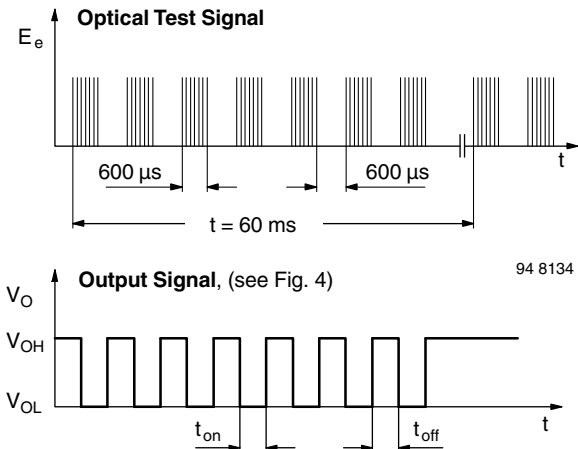 Optical Test Signal
E e
600 µs
600 µs
t
t = 60 ms
Output Signal, (see Fig. 4)
94 8134
V O
V OH
V OL
t on
t off
t